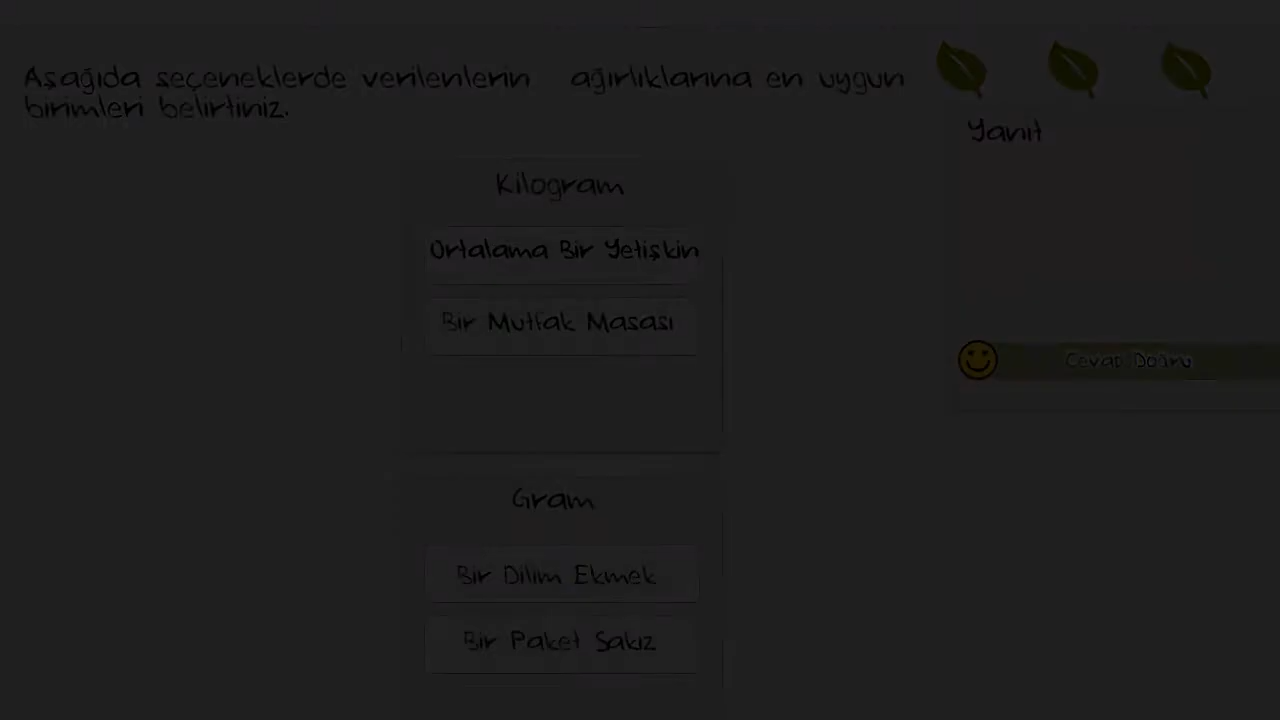 Aşağıda seçeneklerde verilenlerin ağırlıklarına en uygun
birimleri belirtiniz.
Yanıt
Kilogram
Ortalama Bir Yetişkin
Bir Mutfak Masası
Cevap Doğru
Gram
Bir Dilim Ekmek
Bir Paket Sakız